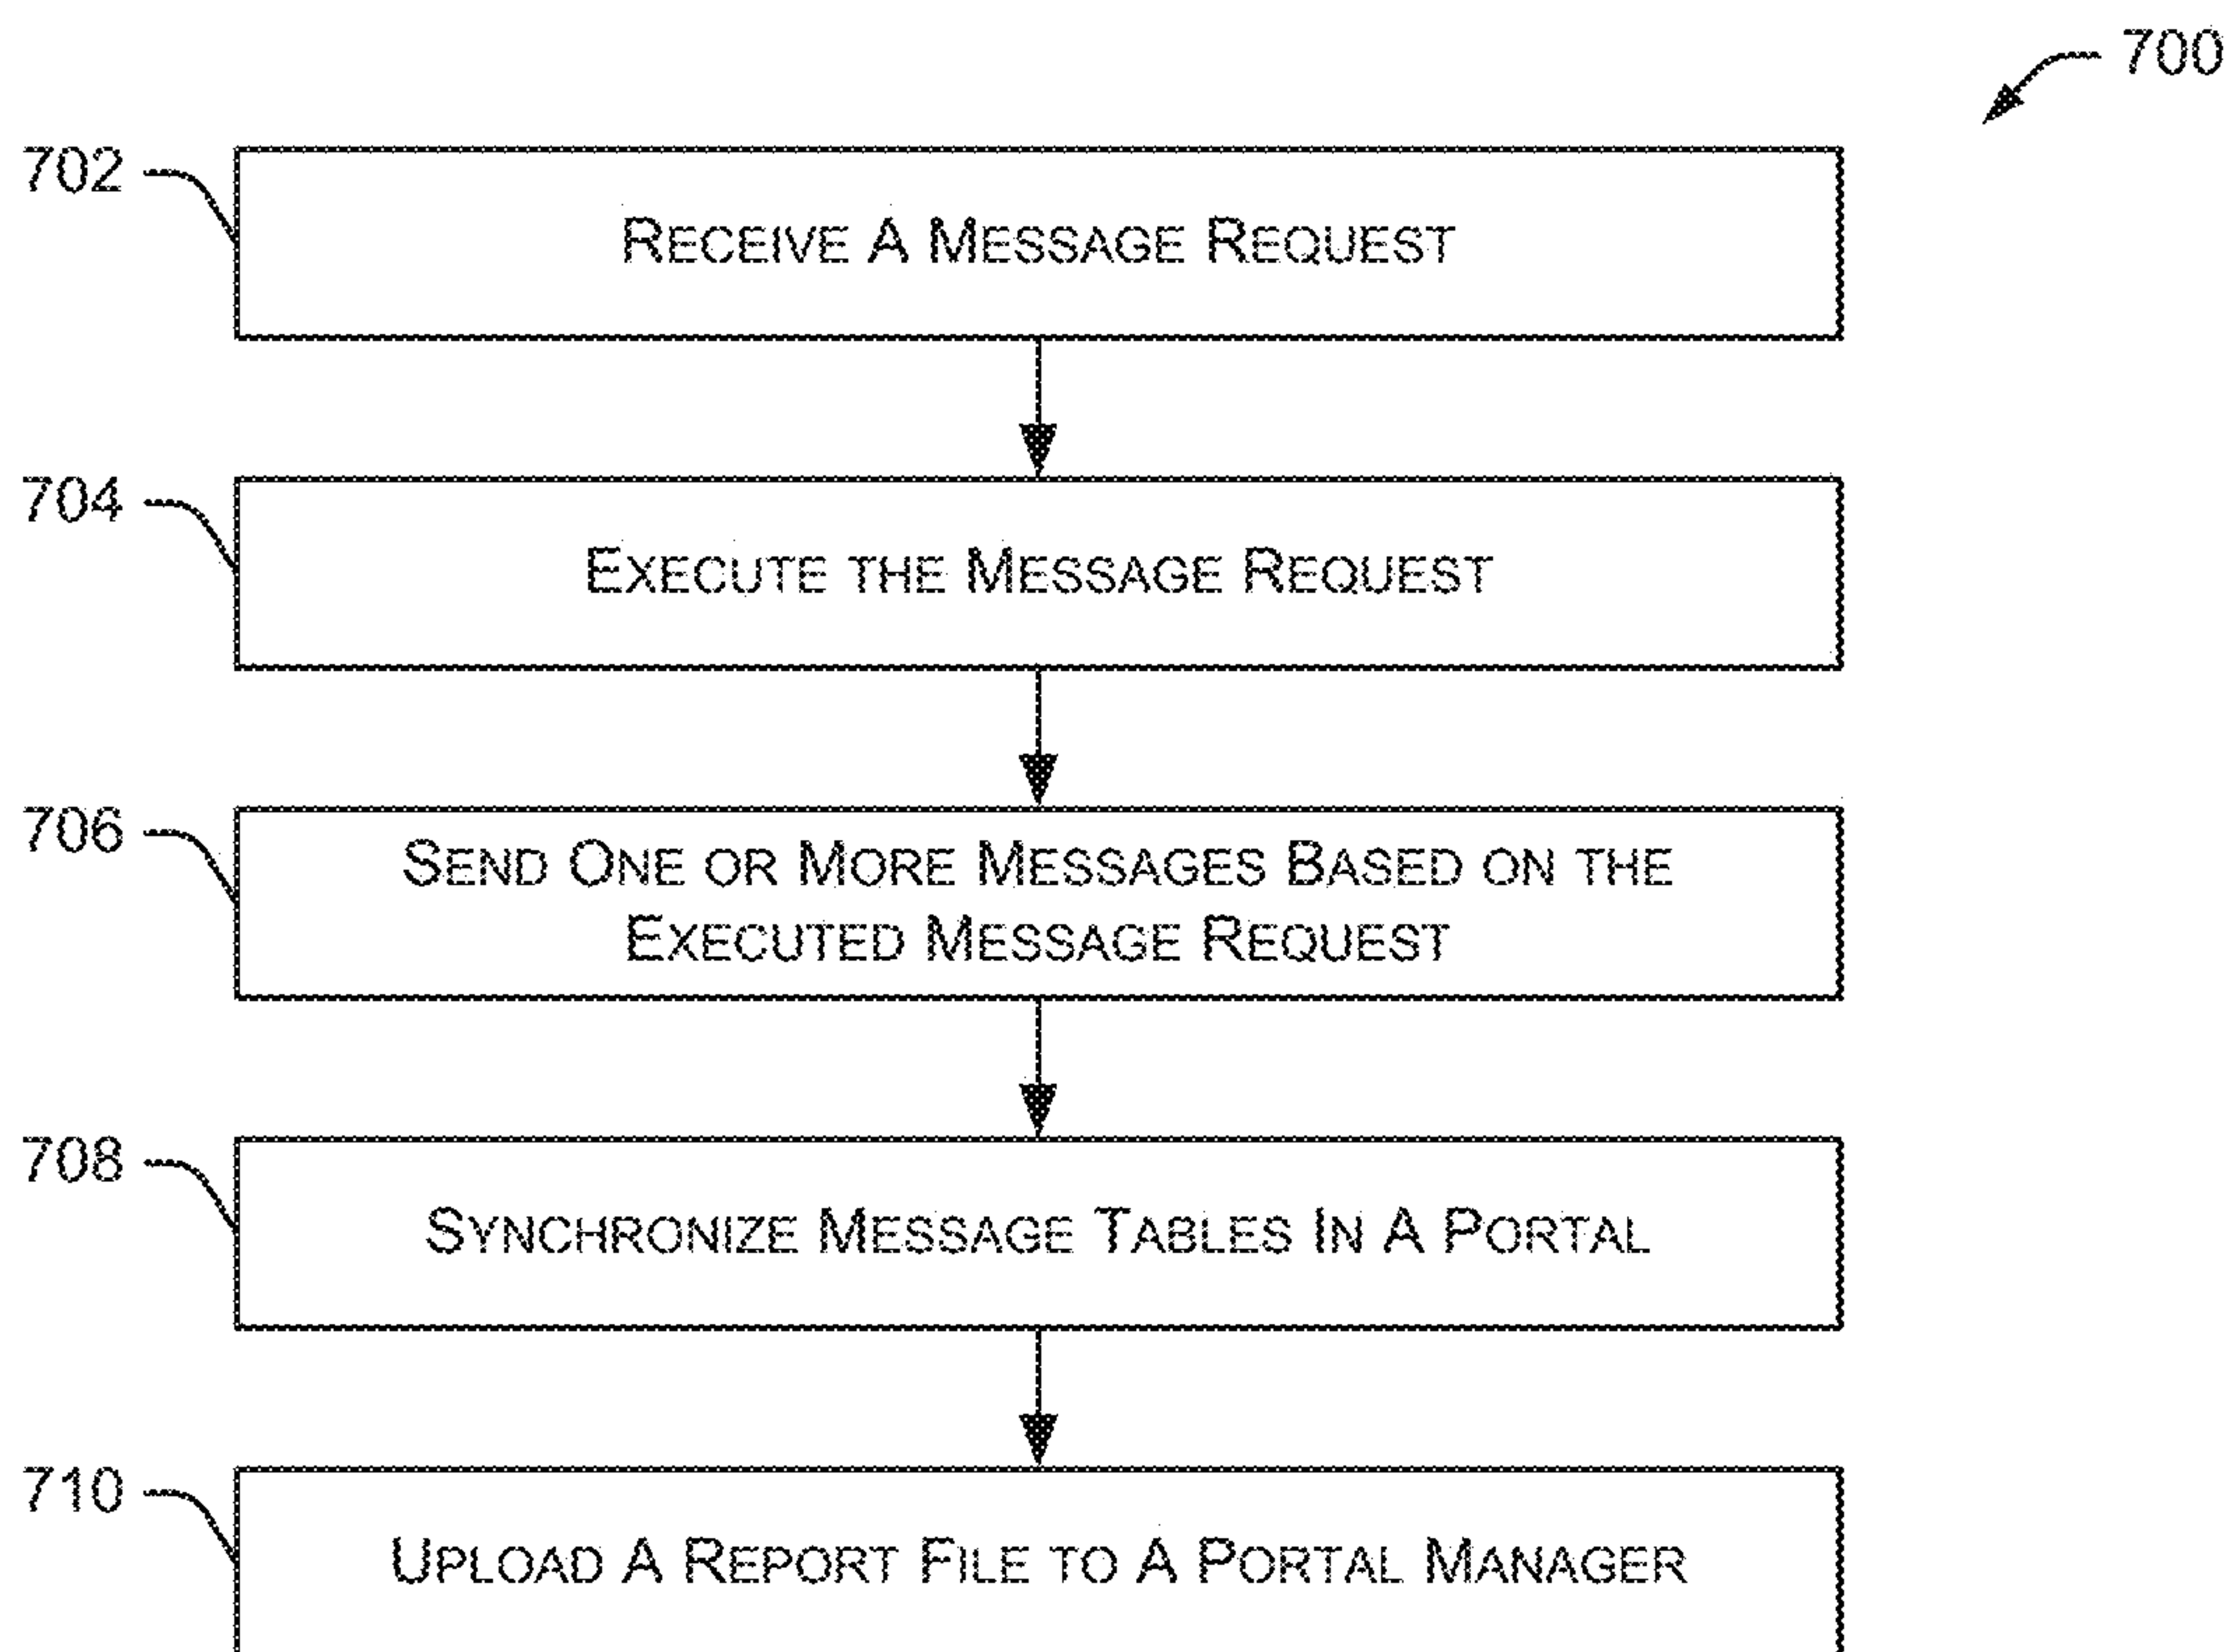 700
702
RECEIVE A MESSAGE REQUEST
704
EXECUTE THE MESSAGE REQUEST
706
SEND ONE OR MORE MESSAGES BASED ON THE
EXECUTED MESSAGE REQUEST
708
SYNCHRONIZE MESSAGE TABLES IN A PORTAL
710
UPLOAD A REPORT FILE TO A PORTAL MANAGER